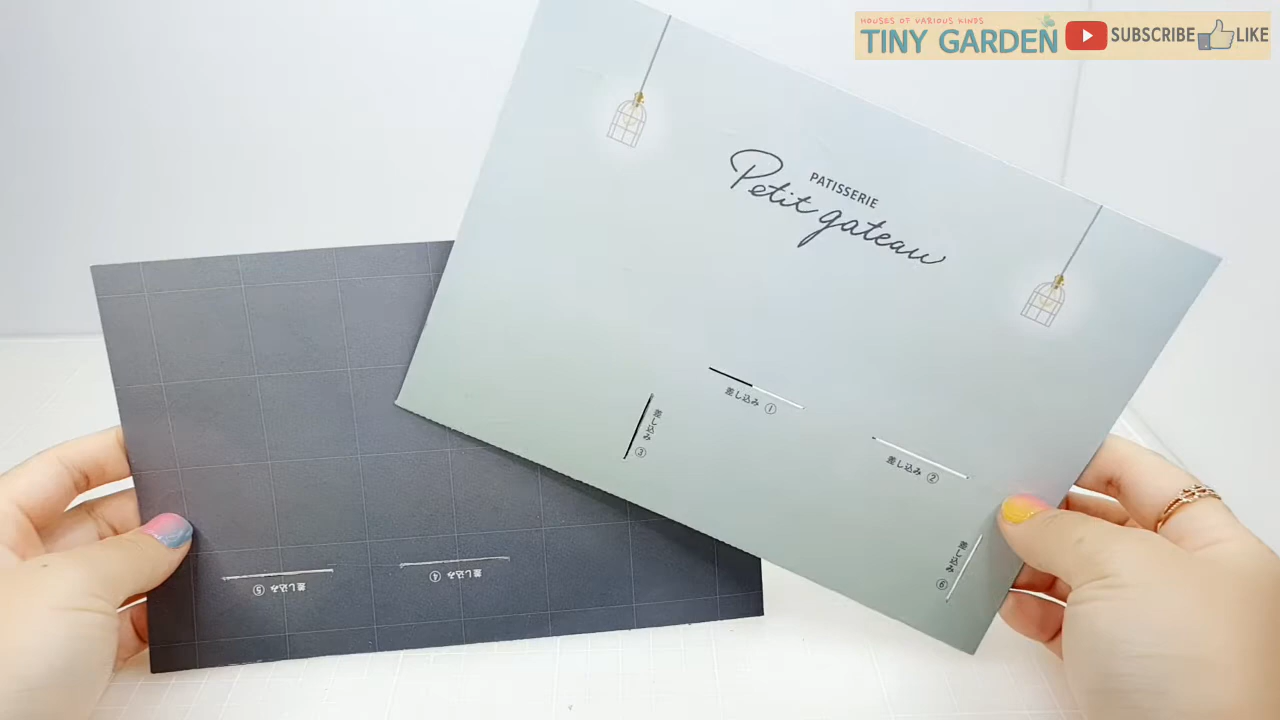 HOUSES OF VARIOUS KINDS
TINY GARDEN
SUBSCRIBE
LIKE
PATISSERIE
Petit gateau
差し込み ①
差し込み ②
差し込み ③
差し込み ⑥
差し込み ⑤
差し込み ④